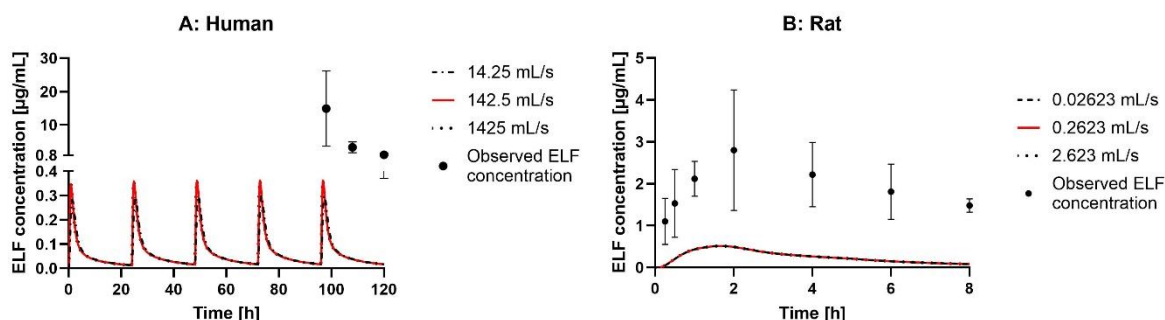 A: Human
ELF concentration [µg/mL]
30
20
10
0.8
0.4
0.3
0.2
0.1
0.0
0 20 40 60 80 100 120
Time [h]
14.25 mL/s
142.5 mL/s
1425 mL/s
Observed ELF
concentration
B: Rat
ELF concentration [µg/mL]
5
4
3
2
1
0
0 2 4 6 8
Time [h]
0.02623 mL/s
0.2623 mL/s
2.623 mL/s
Observed ELF
concentration